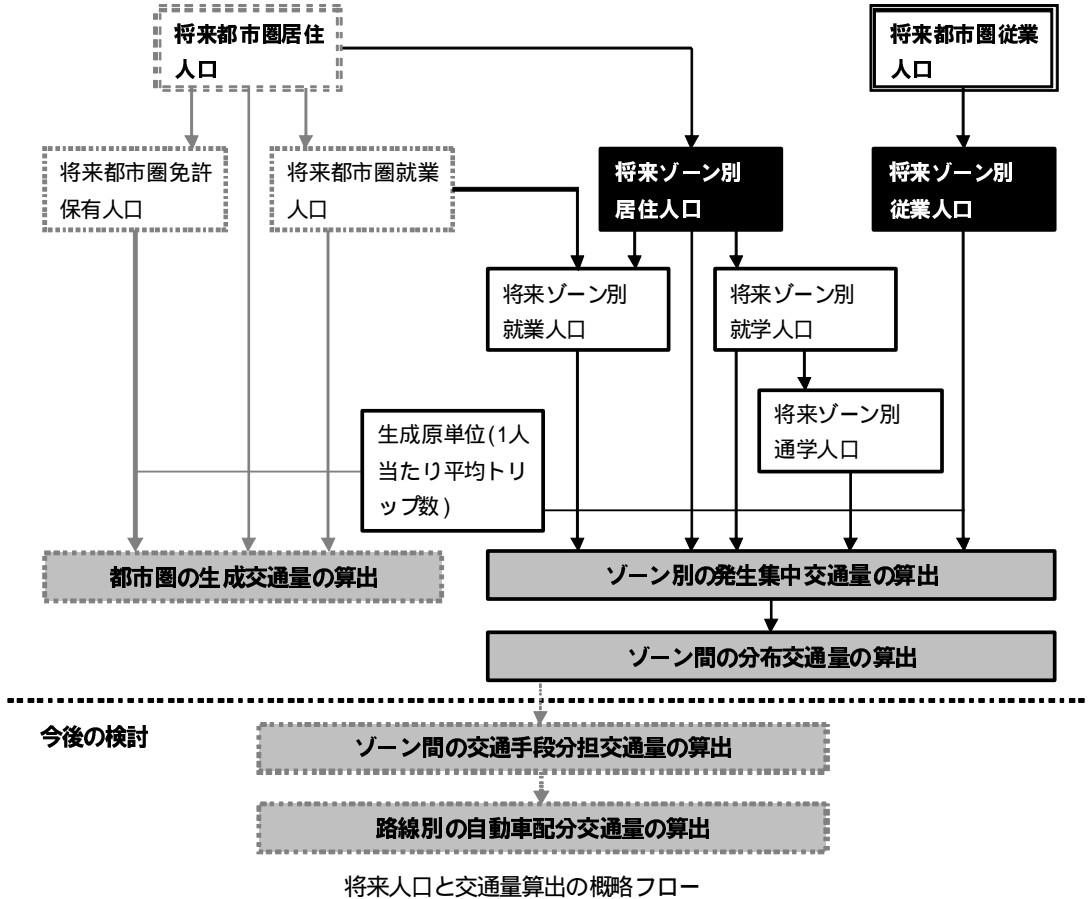 将来都市圏居住
人口
将来都市圏従業
人口
将来都市圏免許
保有人口
将来都市圏就業
人口
将来ゾーン別
居住人口
将来ゾーン別
従業人口
将来ゾーン別
就業人口
将来ゾーン別
就学人口
将来ゾーン別
通学人口
生成原単位(1人
当たり平均トリ
ップ数)
都市圏の生成交通量の算出
ゾーン別の発生集中交通量の算出
ゾーン間の分布交通量の算出
今後の検討
ゾーン間の交通手段分担交通量の算出
路線別の自動車配分交通量の算出
将来人口と交通量算出の概略フロー